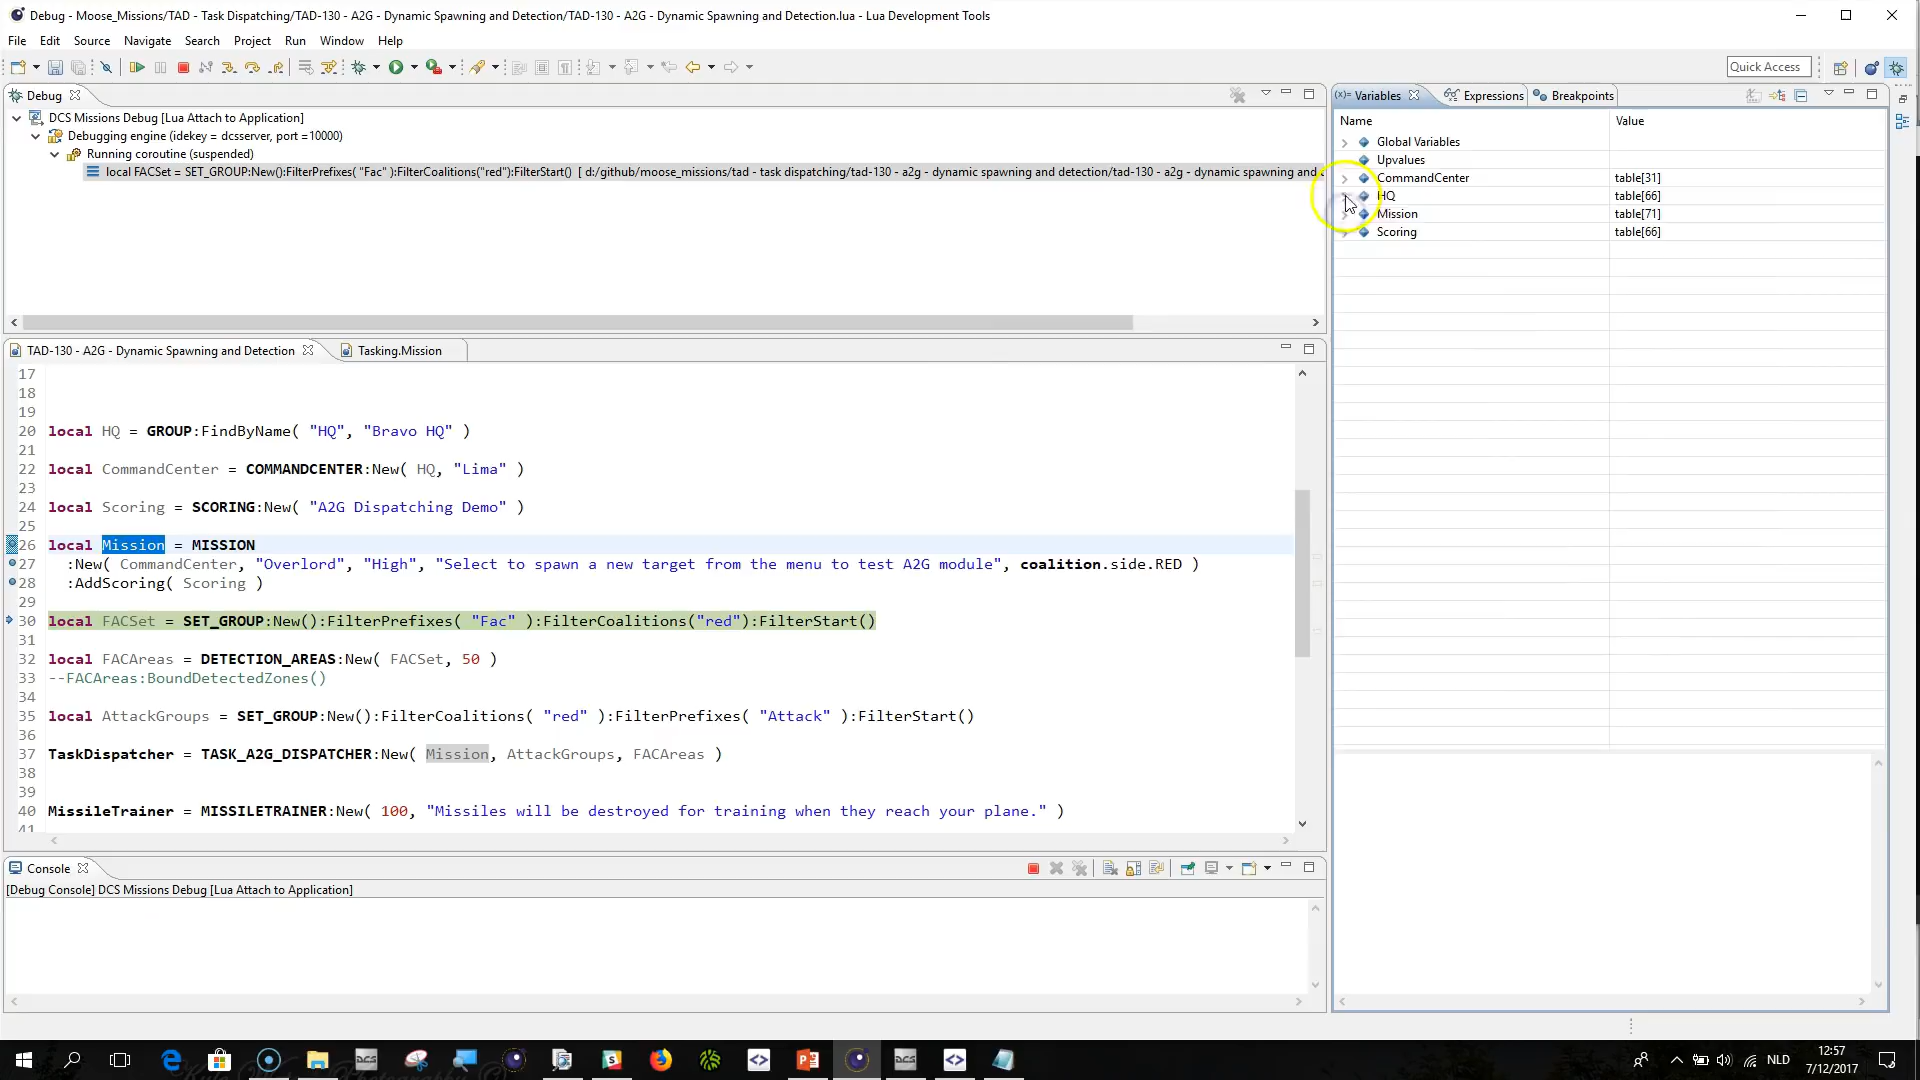 Debug - Moose_Missions/TAD - Task Dispatching/TAD-130 - A2G - Dynamic Spawning and Detection/TAD-130 - A2G - Dynamic Spawning and Detection.lua - Lua Development Tools
File Edit Source Navigate Search Project Run Window Help
Quick Access
Debug
DCS Missions Debug [Lua Attach to Application]
Debugging engine (idekey = dcsserver, port =10000)
Running coroutine (suspended)
local FACSet = SET_GROUP:New():FilterPrefixes( "Fac" ):FilterCoalitions("red"):FilterStart() [ d:/github/moose_missions/tad - task dispatching/tad-130 - a2g - dynamic spawning and detection/tad-130 - a2g - dynamic spawning and
Variables Expressions Breakpoints
Name Value
Global Variables
Upvalues
CommandCenter table[31]
HQ table[66]
Mission table[71]
Scoring table[66]
TAD-130 - A2G - Dynamic Spawning and Detection Tasking.Mission
17
18
19
20 local HQ = GROUP:FindByName( "HQ", "Bravo HQ" )
21
22 local CommandCenter = COMMANDCENTER:New( HQ, "Lima" )
23
24 local Scoring = SCORING:New( "A2G Dispatching Demo" )
25
26 local Mission = MISSION
27 :New( CommandCenter, "Overlord", "High", "Select to spawn a new target from the menu to test A2G module", coalition.side.RED )
28 :AddScoring( Scoring )
29
30 local FACSet = SET_GROUP:New():FilterPrefixes( "Fac" ):FilterCoalitions("red"):FilterStart()
31
32 local FACAreas = DETECTION_AREAS:New( FACSet, 50 )
33 --FACAreas:BoundDetectedZones()
34
35 local AttackGroups = SET_GROUP:New():FilterCoalitions( "red" ):FilterPrefixes( "Attack" ):FilterStart()
36
37 TaskDispatcher = TASK_A2G_DISPATCHER:New( Mission, AttackGroups, FACAreas )
38
39
40 MissileTrainer = MISSILETRAINER:New( 100, "Missiles will be destroyed for training when they reach your plane." )
41
Console
[Debug Console] DCS Missions Debug [Lua Attach to Application]
NLD
12:57
7/12/2017